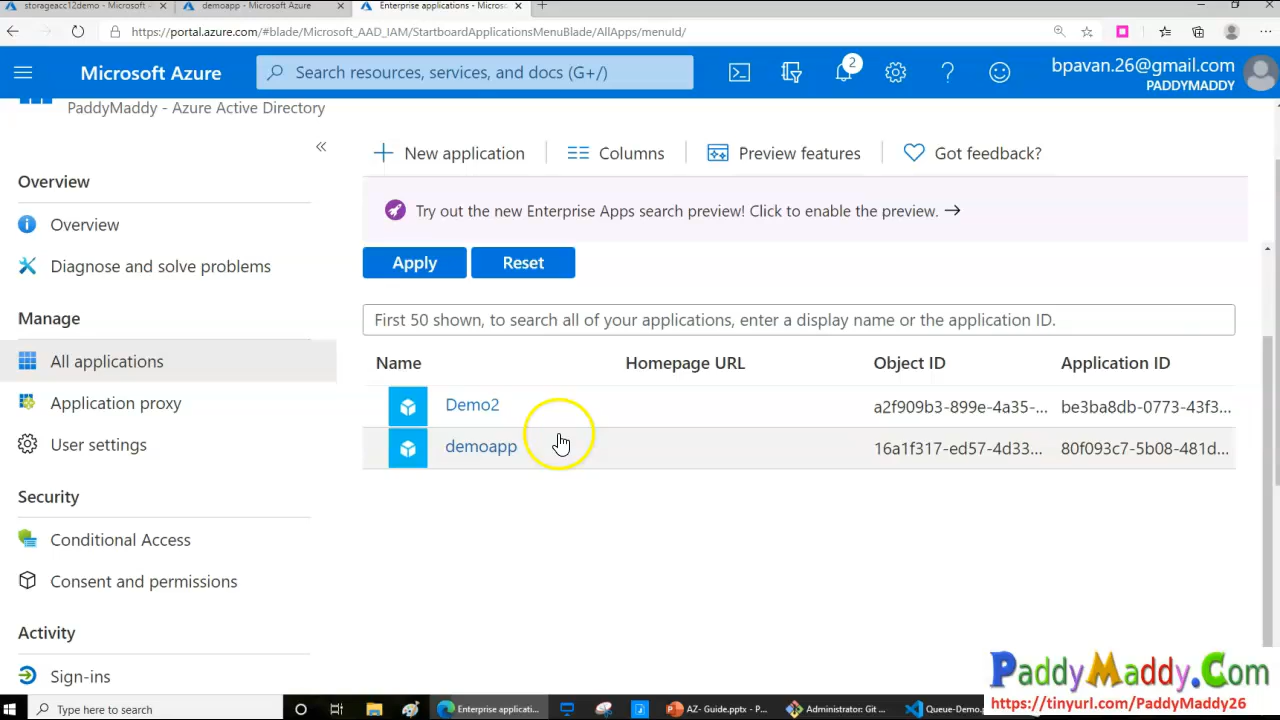 storageacc12demo - Microsoft Az
demoapp - Microsoft Azure
Enterprise applications - Microso
https://portal.azure.com/#blade/Microsoft_AAD_IAM/StartboardApplicationsMenuBlade/AllApps/menuId/
Microsoft Azure
Search resources, services, and docs (G+/)
2
bpavan.26@gmail.com
PADDYMADDY
PaddyMaddy - Azure Active Directory
«
New application
Columns
Preview features
Got feedback?
Overview
Try out the new Enterprise Apps search preview! Click to enable the preview. →
Overview
Diagnose and solve problems
Apply
Reset
Manage
First 50 shown, to search all of your applications, enter a display name or the application ID.
All applications
Name
Homepage URL
Object ID
Application ID
Application proxy
Demo2
a2f909b3-899e-4a35-...
be3ba8db-0773-43f3...
User settings
demoapp
16a1f317-ed57-4d33...
80f093c7-5b08-481d...
Security
Conditional Access
Consent and permissions
Activity
Sign-ins
PaddyMaddy.Com
https://tinyurl.com/PaddyMaddy26
Type here to search
Enterprise applicati...
AZ- Guide.pptx - P...
Administrator: Git ...
Queue-Demo.p